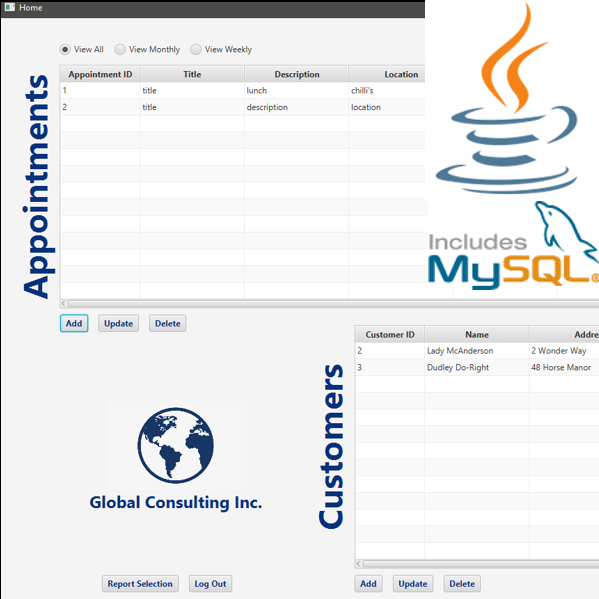 Home
View All View Monthly View Weekly
Appointments
Appointment ID Title Description Location
1 title lunch chilli's
2 title description location
Includes
MySQL®
Add Update Delete
Customers
Customer ID Name Addre
2 Lady McAnderson 2 Wonder Way
3 Dudley Do-Right 48 Horse Manor
Global Consulting Inc.
Report Selection Log Out
Add Update Delete